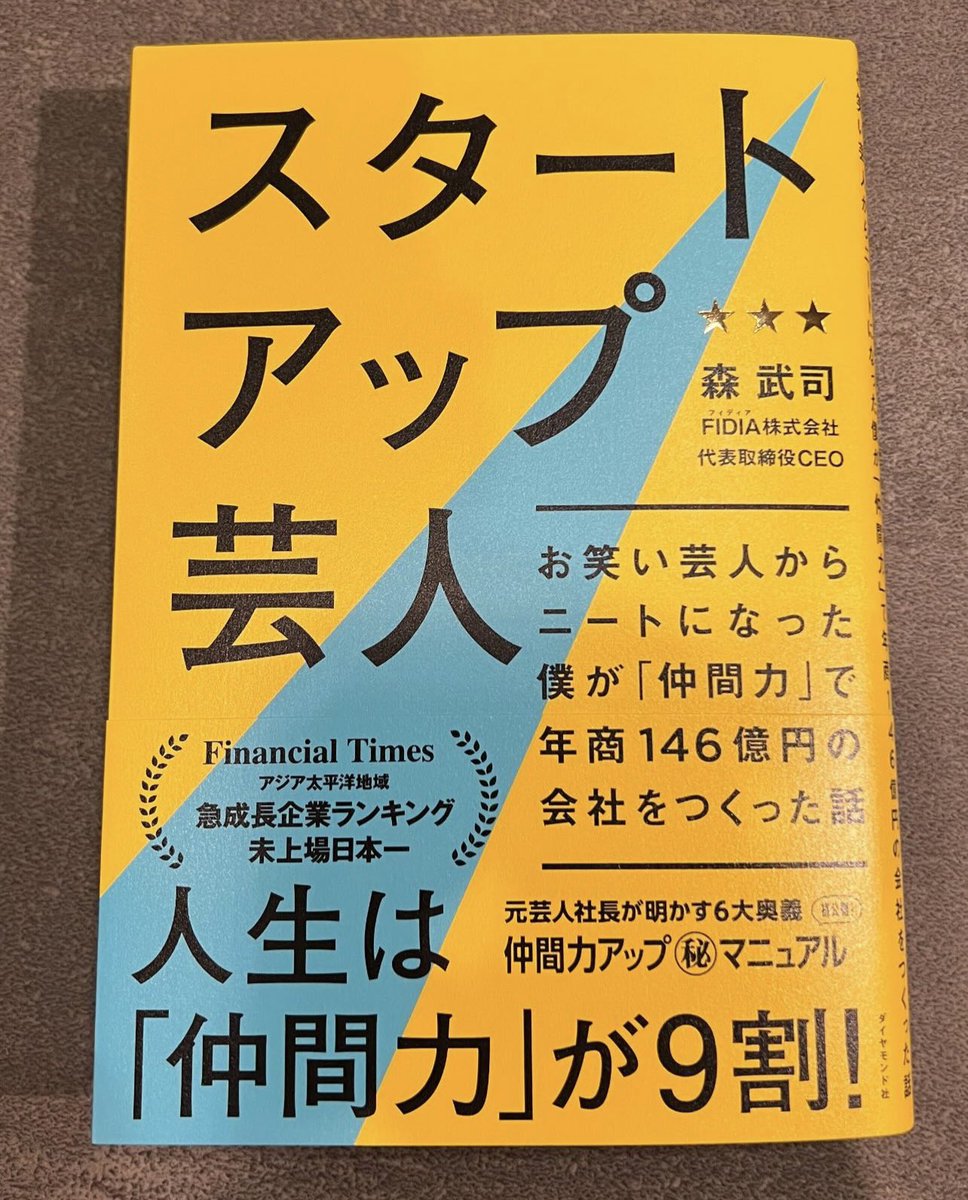 スタート
アップ
芸人
★★★
森 武司
フィディア
FIDIA株式会社
代表取締役CEO
お笑い芸人から
ニートになった
僕が「仲間力」で
年商146億円の
会社をつくった話
Financial Times
アジア太平洋地域
急成長企業ランキング
未上場日本一
元芸人社長が明かす6大奥義 初公開!
仲間力アップ㊙マニュアル
人生は
「仲間力」が9割!
ダイヤモンド社